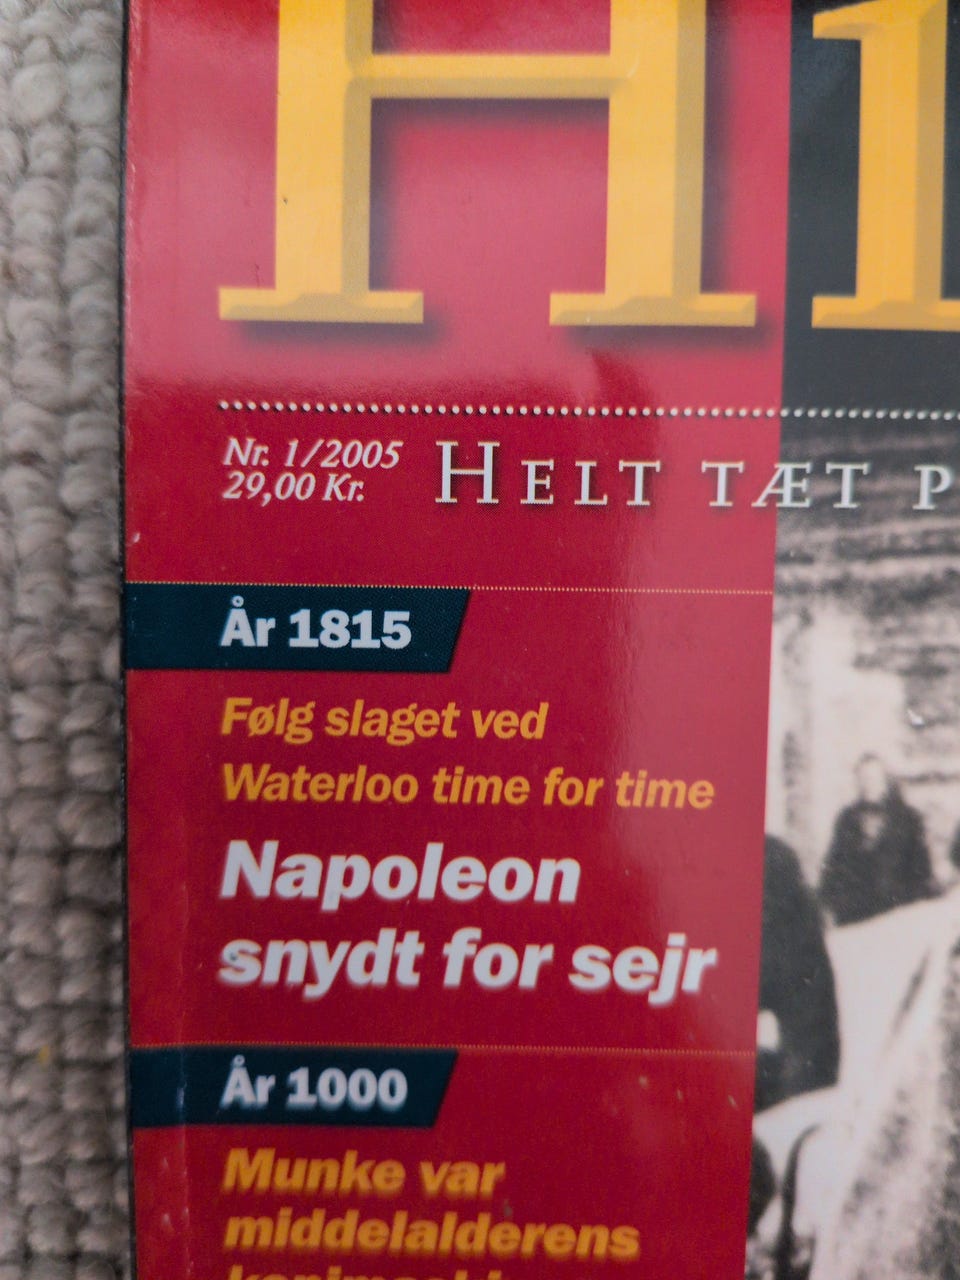 Hi
Nr. 1/2005
29,00 Kr.
HELT TÆT P
År 1815
Følg slaget ved
Waterloo time for time
Napoleon
snydt for sejr
År 1000
Munke var
middelalderens